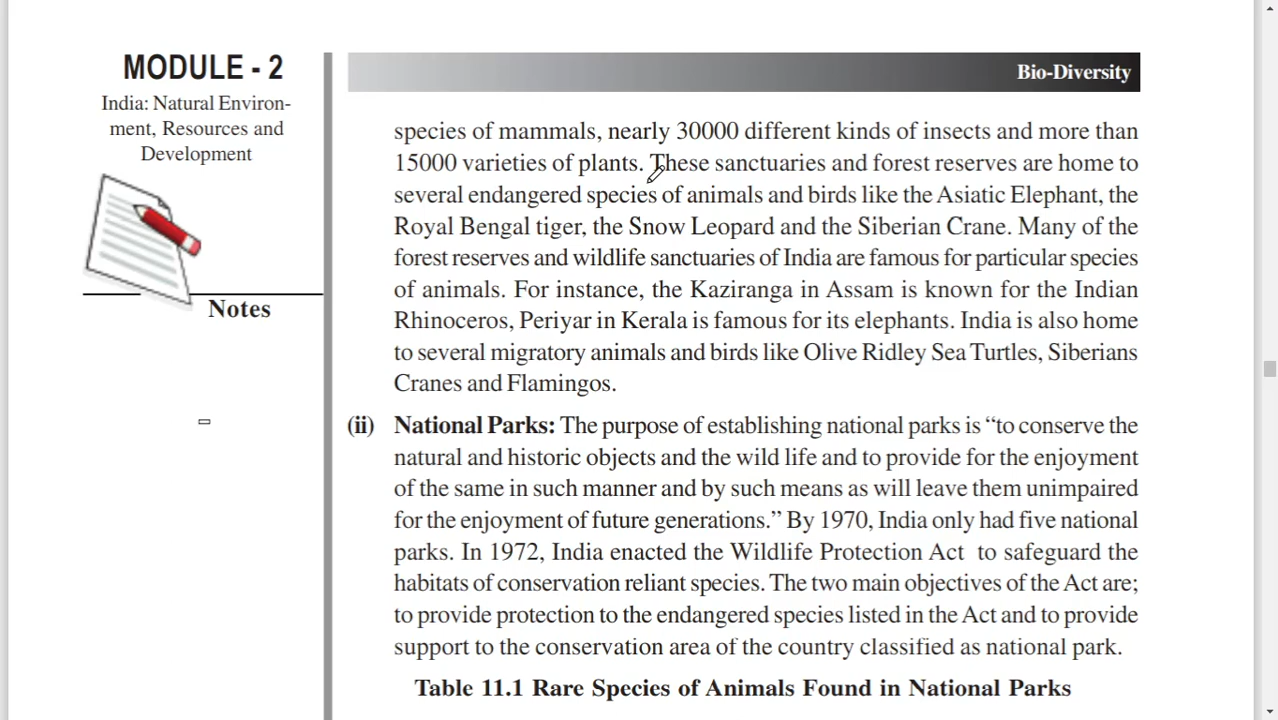 MODULE - 2
India: Natural Environ-
ment, Resources and
Development
Notes
Bio-Diversity
species of mammals, nearly 30000 different kinds of insects and more than
15000 varieties of plants. These sanctuaries and forest reserves are home to
several endangered species of animals and birds like the Asiatic Elephant, the
Royal Bengal tiger, the Snow Leopard and the Siberian Crane. Many of the
forest reserves and wildlife sanctuaries of India are famous for particular species
of animals. For instance, the Kaziranga in Assam is known for the Indian
Rhinoceros, Periyar in Kerala is famous for its elephants. India is also home
to several migratory animals and birds like Olive Ridley Sea Turtles, Siberians
Cranes and Flamingos.
(ii) National Parks: The purpose of establishing national parks is “to conserve the
natural and historic objects and the wild life and to provide for the enjoyment
of the same in such manner and by such means as will leave them unimpaired
for the enjoyment of future generations.” By 1970, India only had five national
parks. In 1972, India enacted the Wildlife Protection Act to safeguard the
habitats of conservation reliant species. The two main objectives of the Act are;
to provide protection to the endangered species listed in the Act and to provide
support to the conservation area of the country classified as national park.
Table 11.1 Rare Species of Animals Found in National Parks